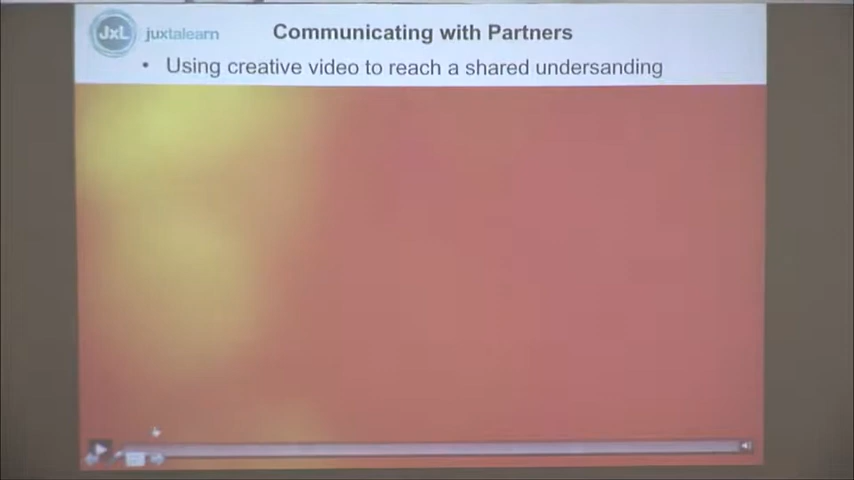 JxL juxtalearn
Communicating with Partners
• Using creative video to reach a shared undersanding